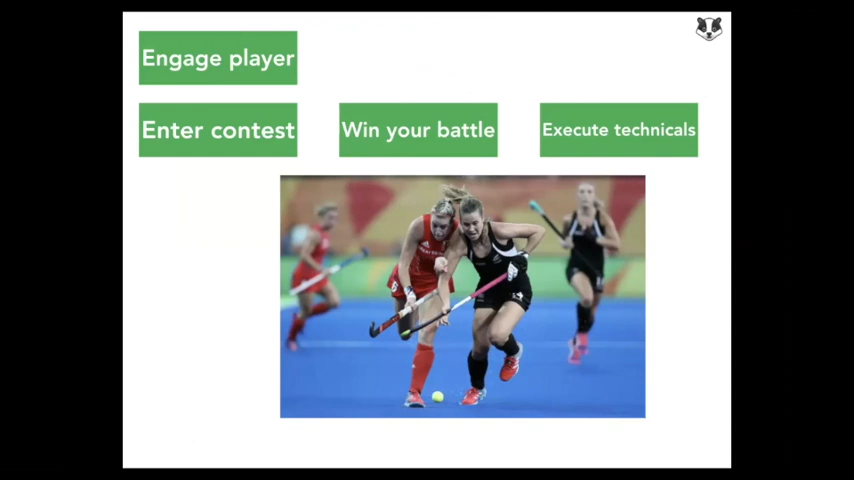 Engage player
Enter contest
Win your battle
Execute technicals